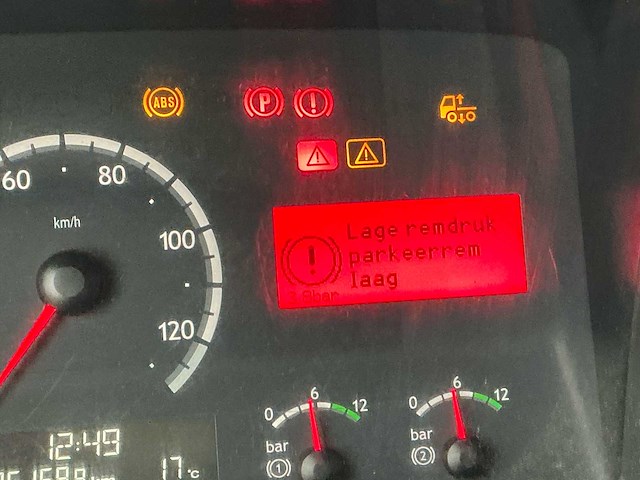 ABS P
60 80
km/h
100
120
Lage remdruk
parkeerrem
laag
0 6 12
bar
1
0 6 12
bar
2
12:49
17 °C